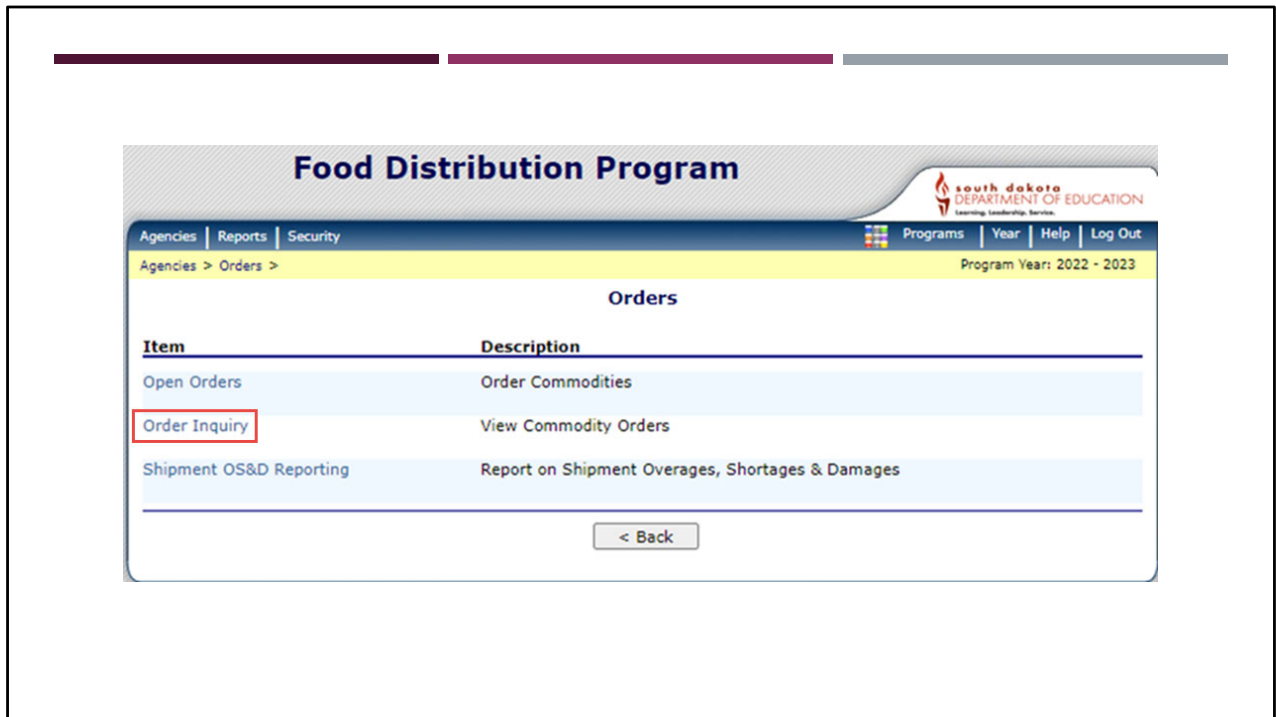 Food Distribution Program
south dakota
DEPARTMENT OF EDUCATION
Learning. Leadership. Service.
Agencies | Reports | Security Programs | Year | Help | Log Out
Agencies > Orders > Program Year: 2022 - 2023
Orders
Item Description
Open Orders Order Commodities
Order Inquiry View Commodity Orders
Shipment OS&D Reporting Report on Shipment Overages, Shortages & Damages
< Back